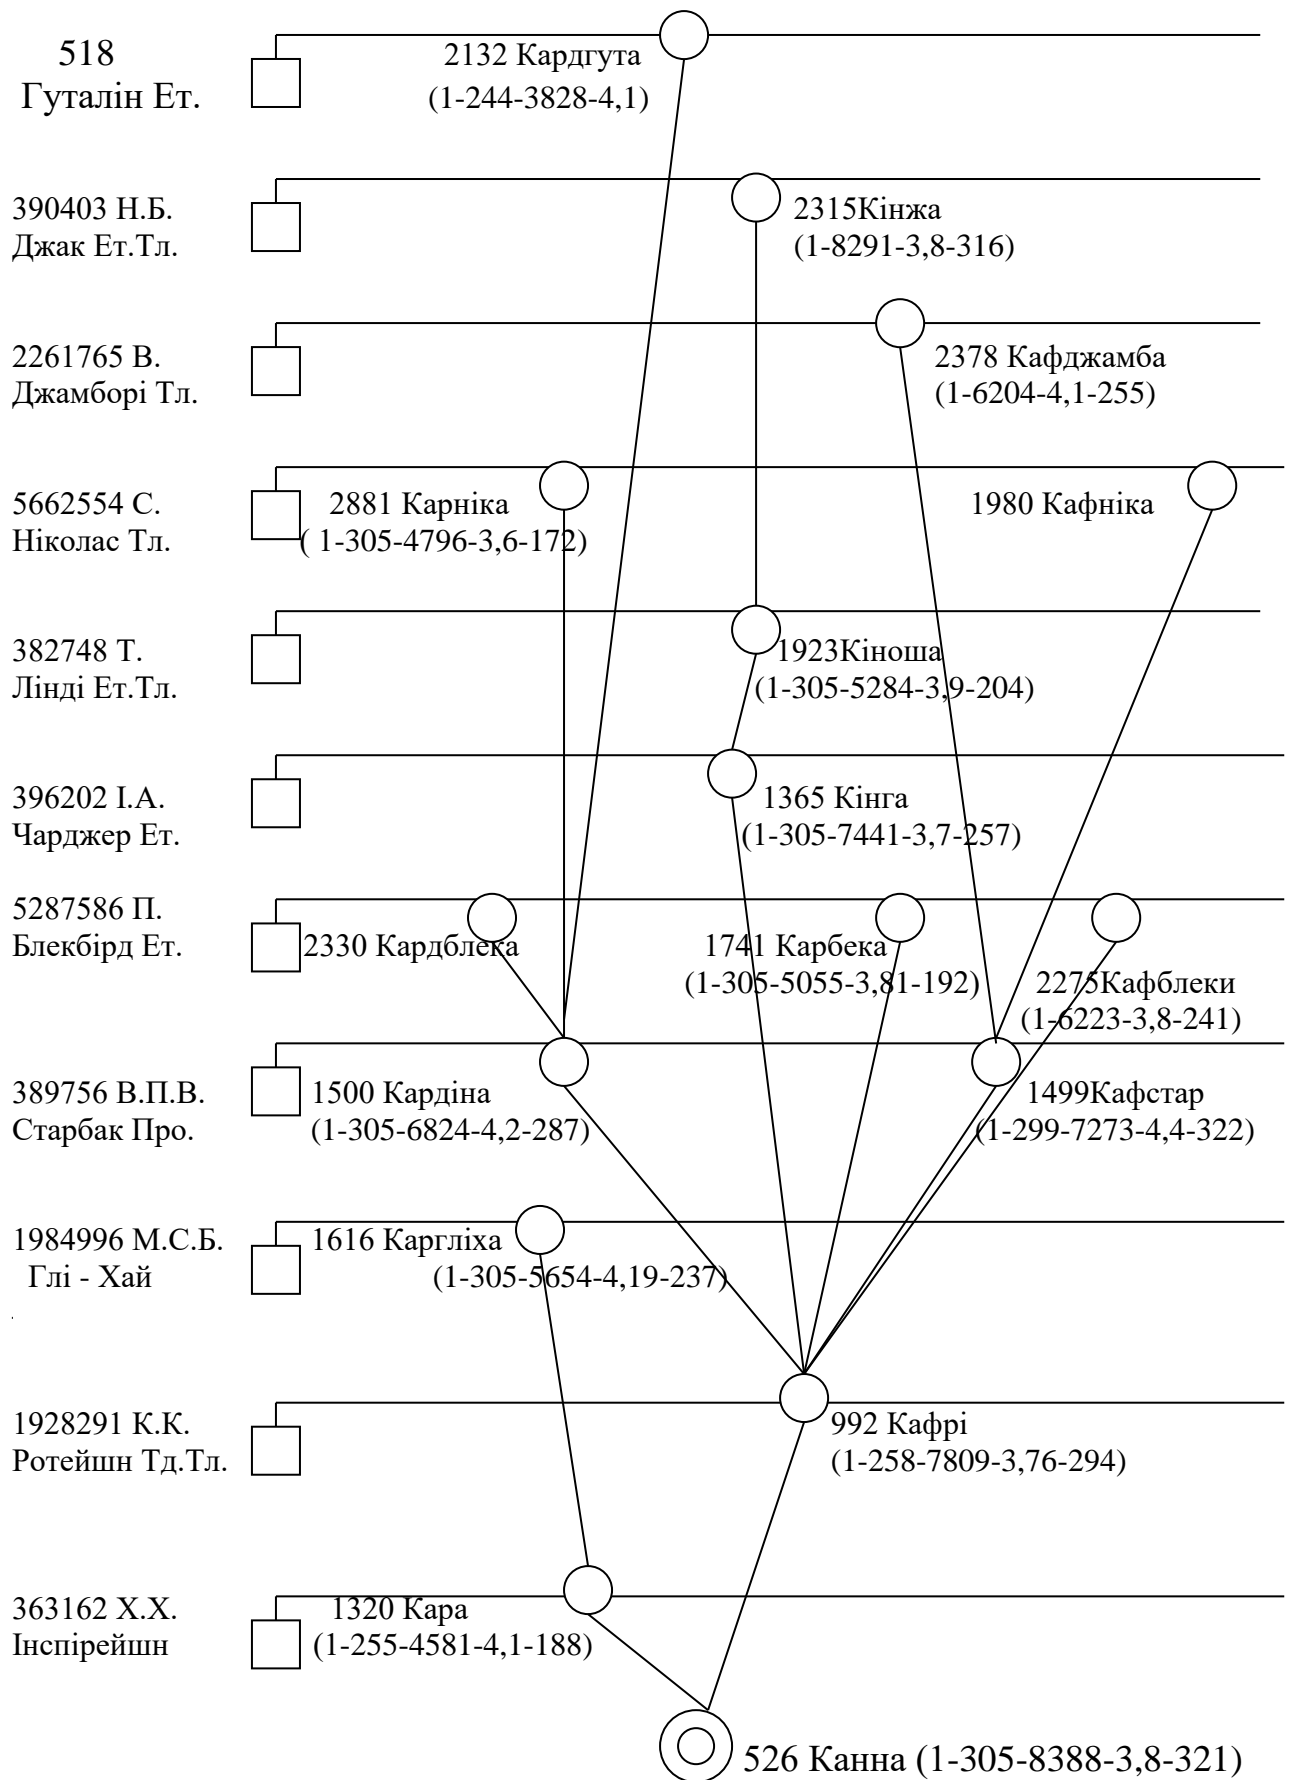 518
Гуталін Ет.
2132 Кардгута
(1-244-3828-4,1)
390403 Н.Б.
Джак Ет.Тл.
2315Кінжа
(1-8291-3,8-316)
2261765 В.
Джамборі Тл.
2378 Кафджамба
(1-6204-4,1-255)
5662554 С.
Ніколас Тл.
2881 Карніка
( 1-305-4796-3,6-172)
1980 Кафніка
382748 Т.
Лінді Ет.Тл.
1923Кіноша
(1-305-5284-3,9-204)
396202 І.А.
Чарджер Ет.
1365 Кінга
(1-305-7441-3,7-257)
5287586 П.
Блекбірд Ет.
2330 Кардблека
1741 Карбека
(1-305-5055-3,81-192)
2275Кафблеки
(1-6223-3,8-241)
389756 В.П.В.
Старбак Про.
1500 Кардіна
(1-305-6824-4,2-287)
1499Кафстар
(1-299-7273-4,4-322)
1984996 М.С.Б.
Глі - Хай
.
1616 Каргліха
(1-305-5654-4,19-237)
1928291 К.К.
Ротейшн Тд.Тл.
992 Кафрі
(1-258-7809-3,76-294)
363162 Х.Х.
Інспірейшн
1320 Кара
(1-255-4581-4,1-188)
526 Канна (1-305-8388-3,8-321)